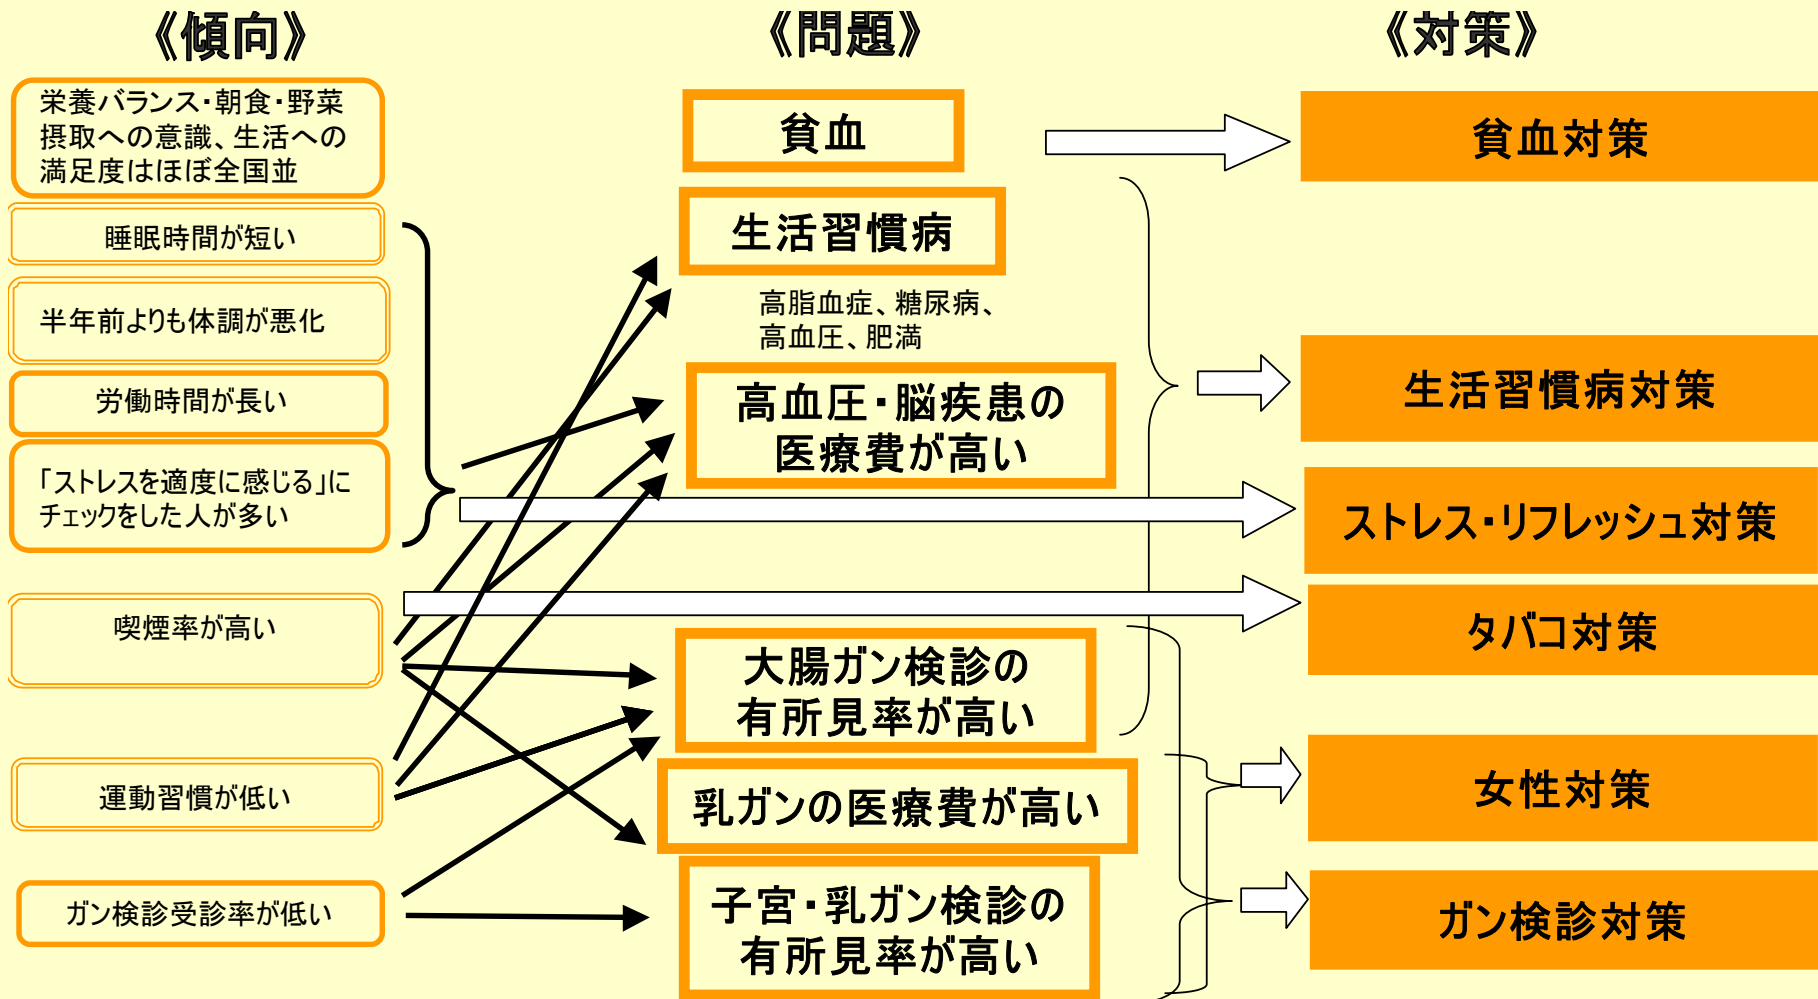 《傾向》
栄養バランス・朝食・野菜
摂取への意識、生活への
満足度はほぼ全国並
睡眠時間が短い
半年前よりも体調が悪化
労働時間が長い
「ストレスを適度に感じる」に
チェックをした人が多い
喫煙率が高い
運動習慣が低い
ガン検診受診率が低い
《問題》
貧血
生活習慣病
高脂血症、糖尿病、
高血圧、肥満
高血圧・脳疾患の
医療費が高い
大腸ガン検診の
有所見率が高い
乳ガンの医療費が高い
子宮・乳ガン検診の
有所見率が高い
《対策》
貧血対策
生活習慣病対策
ストレス・リフレッシュ対策
タバコ対策
女性対策
ガン検診対策